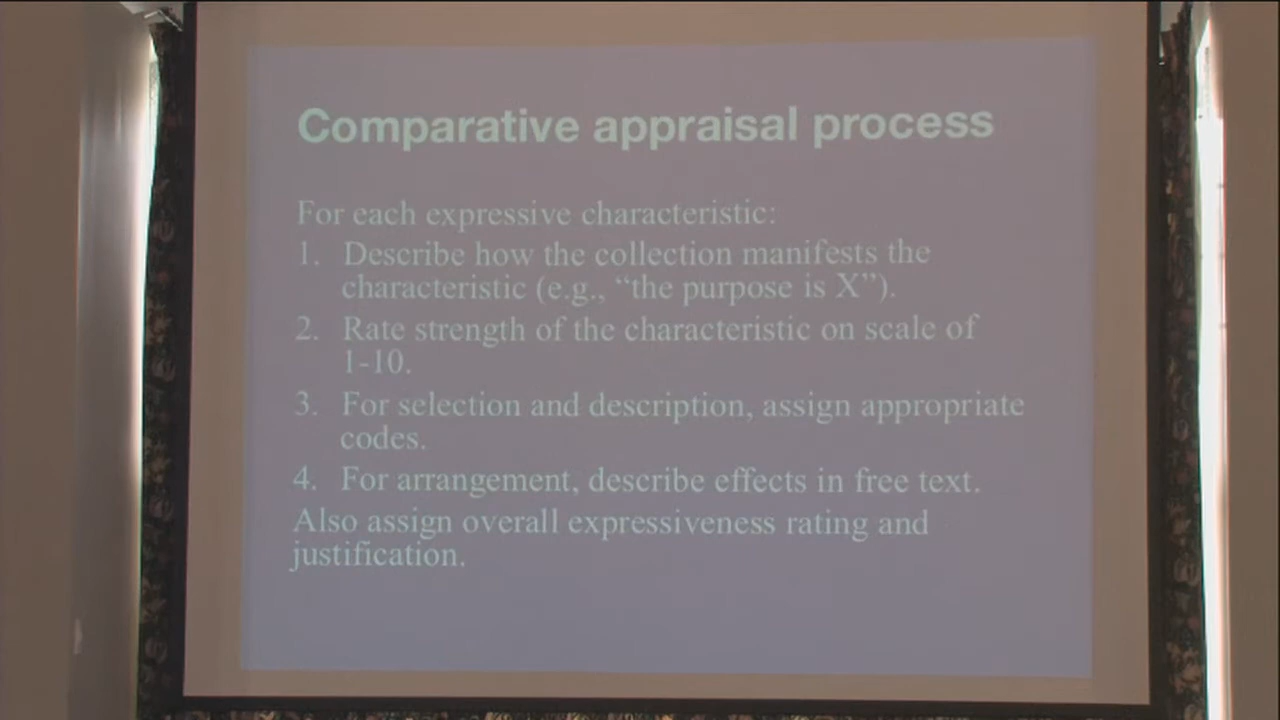 Comparative appraisal process
For each expressive characteristic:
1. Describe how the collection manifests the
characteristic (e.g., “the purpose is X”).
2. Rate strength of the characteristic on scale of
1-10.
3. For selection and description, assign appropriate
codes.
4. For arrangement, describe effects in free text.
Also assign overall expressiveness rating and
justification.